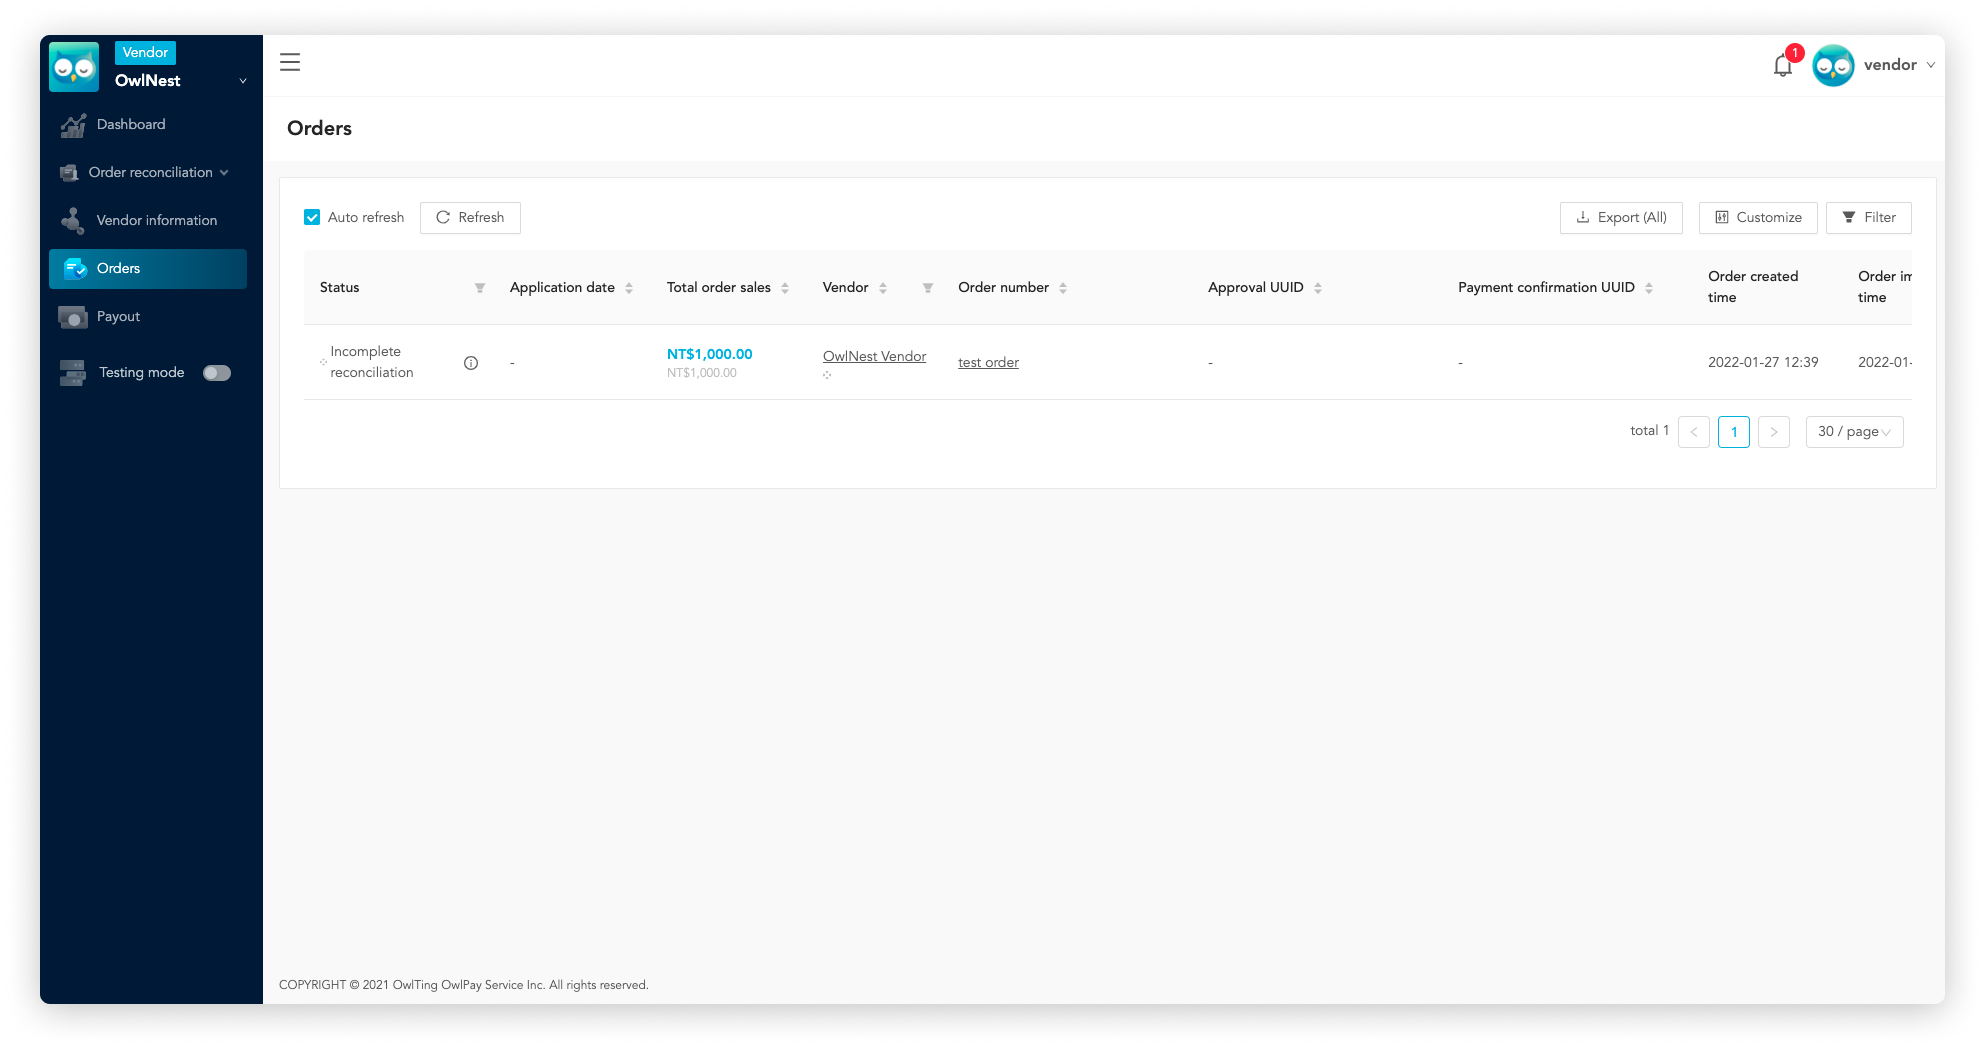 Vendor
OwlNest
Dashboard
Order reconciliation
Vendor information
Orders
Payout
Testing mode
1
vendor
Orders
Auto refresh
Refresh
Export (All)
Customize
Filter
Status
Application date
Total order sales
Vendor
Order number
Approval UUID
Payment confirmation UUID
Order created
time
Order im
time
Incomplete
reconciliation
-
NT$1,000.00
NT$1,000.00
OwlNest Vendor
test order
-
-
2022-01-27 12:39
2022-01-
total 1
1
30 / page
COPYRIGHT © 2021 OwlTing OwlPay Service Inc. All rights reserved.